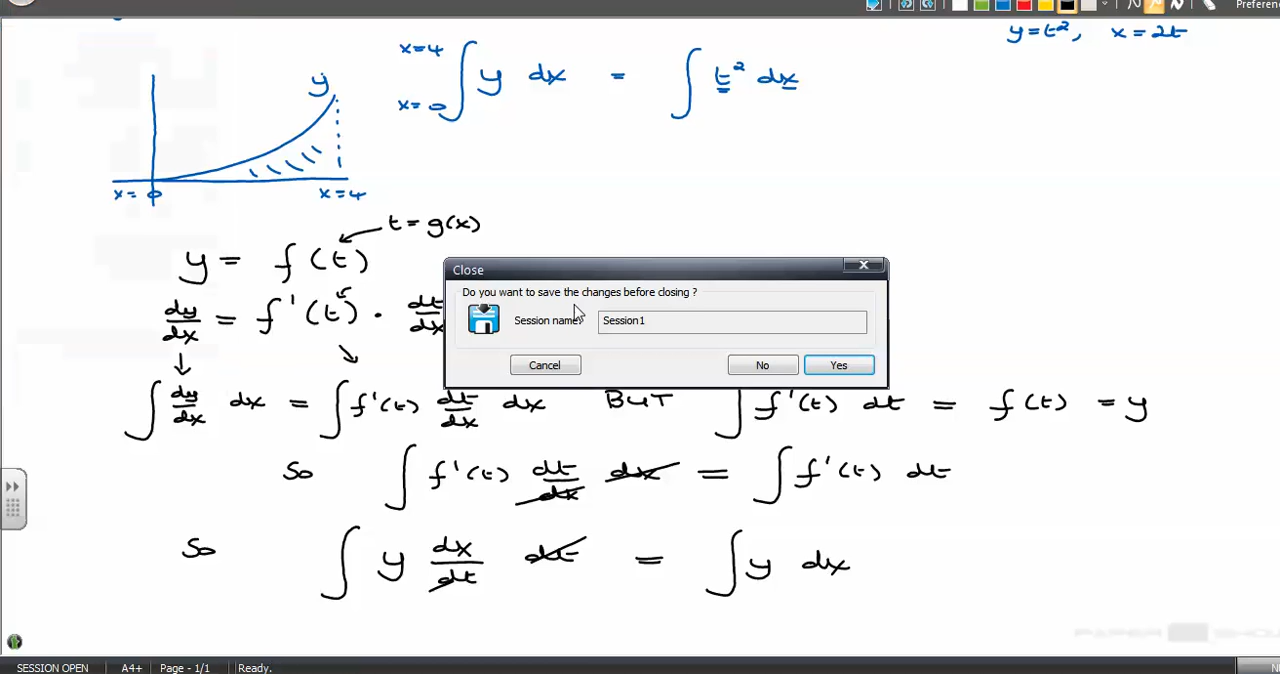 Preferen
y=t², x=2t
x=4
∫ y dx = ∫ t² dx
x=0
y
x=0 x=4
t=g(x)
y = f(t)
dy/dx = f'(t) · dt/dx
Close
Do you want to save the changes before closing ?
Session name: Session1
Cancel No Yes
∫ dy/dx dx = ∫ f'(t) dt/dx dx BUT ∫ f'(t) dt = f(t) = y
So ∫ f'(t) dt/dx dx = ∫ f'(t) dt
So ∫ y dx/dt dt = ∫ y dx
SESSION OPEN A4+ Page - 1/1 Ready.